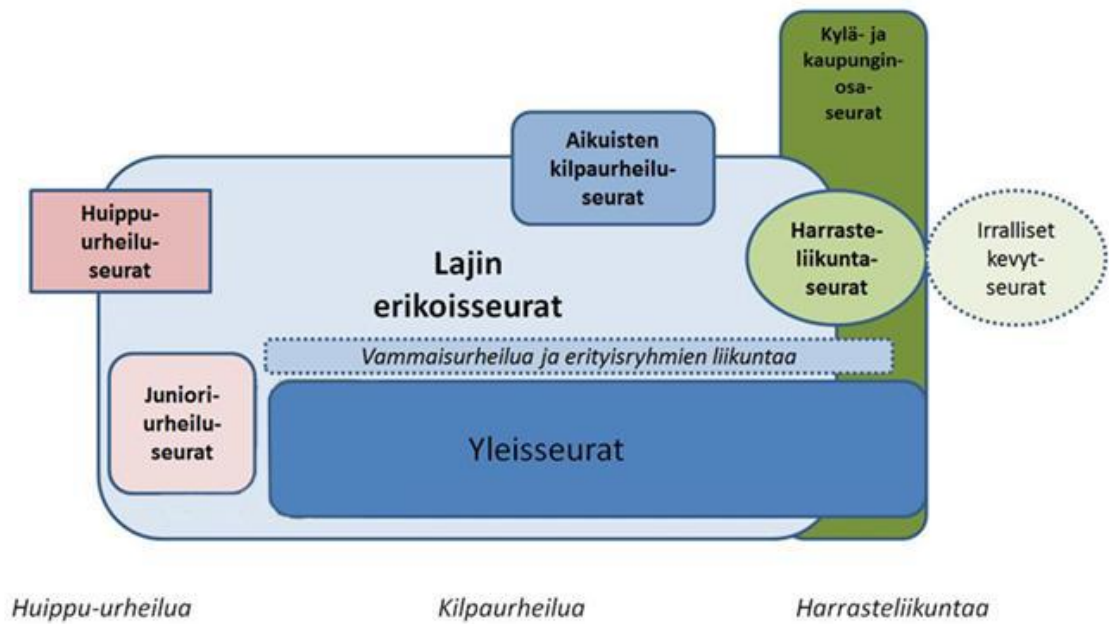 Kylä- ja
kaupungin-
osa-
seurat
Aikuisten
kilpaurheilu-
seurat
Huippu-
urheilu-
seurat
Lajin
erikoisseurat
Harraste-
liikunta-
seurat
Irralliset
kevyt-
seurat
Vammaisurheilua ja erityisryhmien liikuntaa
Juniori-
urheilu-
seurat
Yleisseurat
Huippu-urheilua
Kilpaurheilua
Harrasteliikuntaa